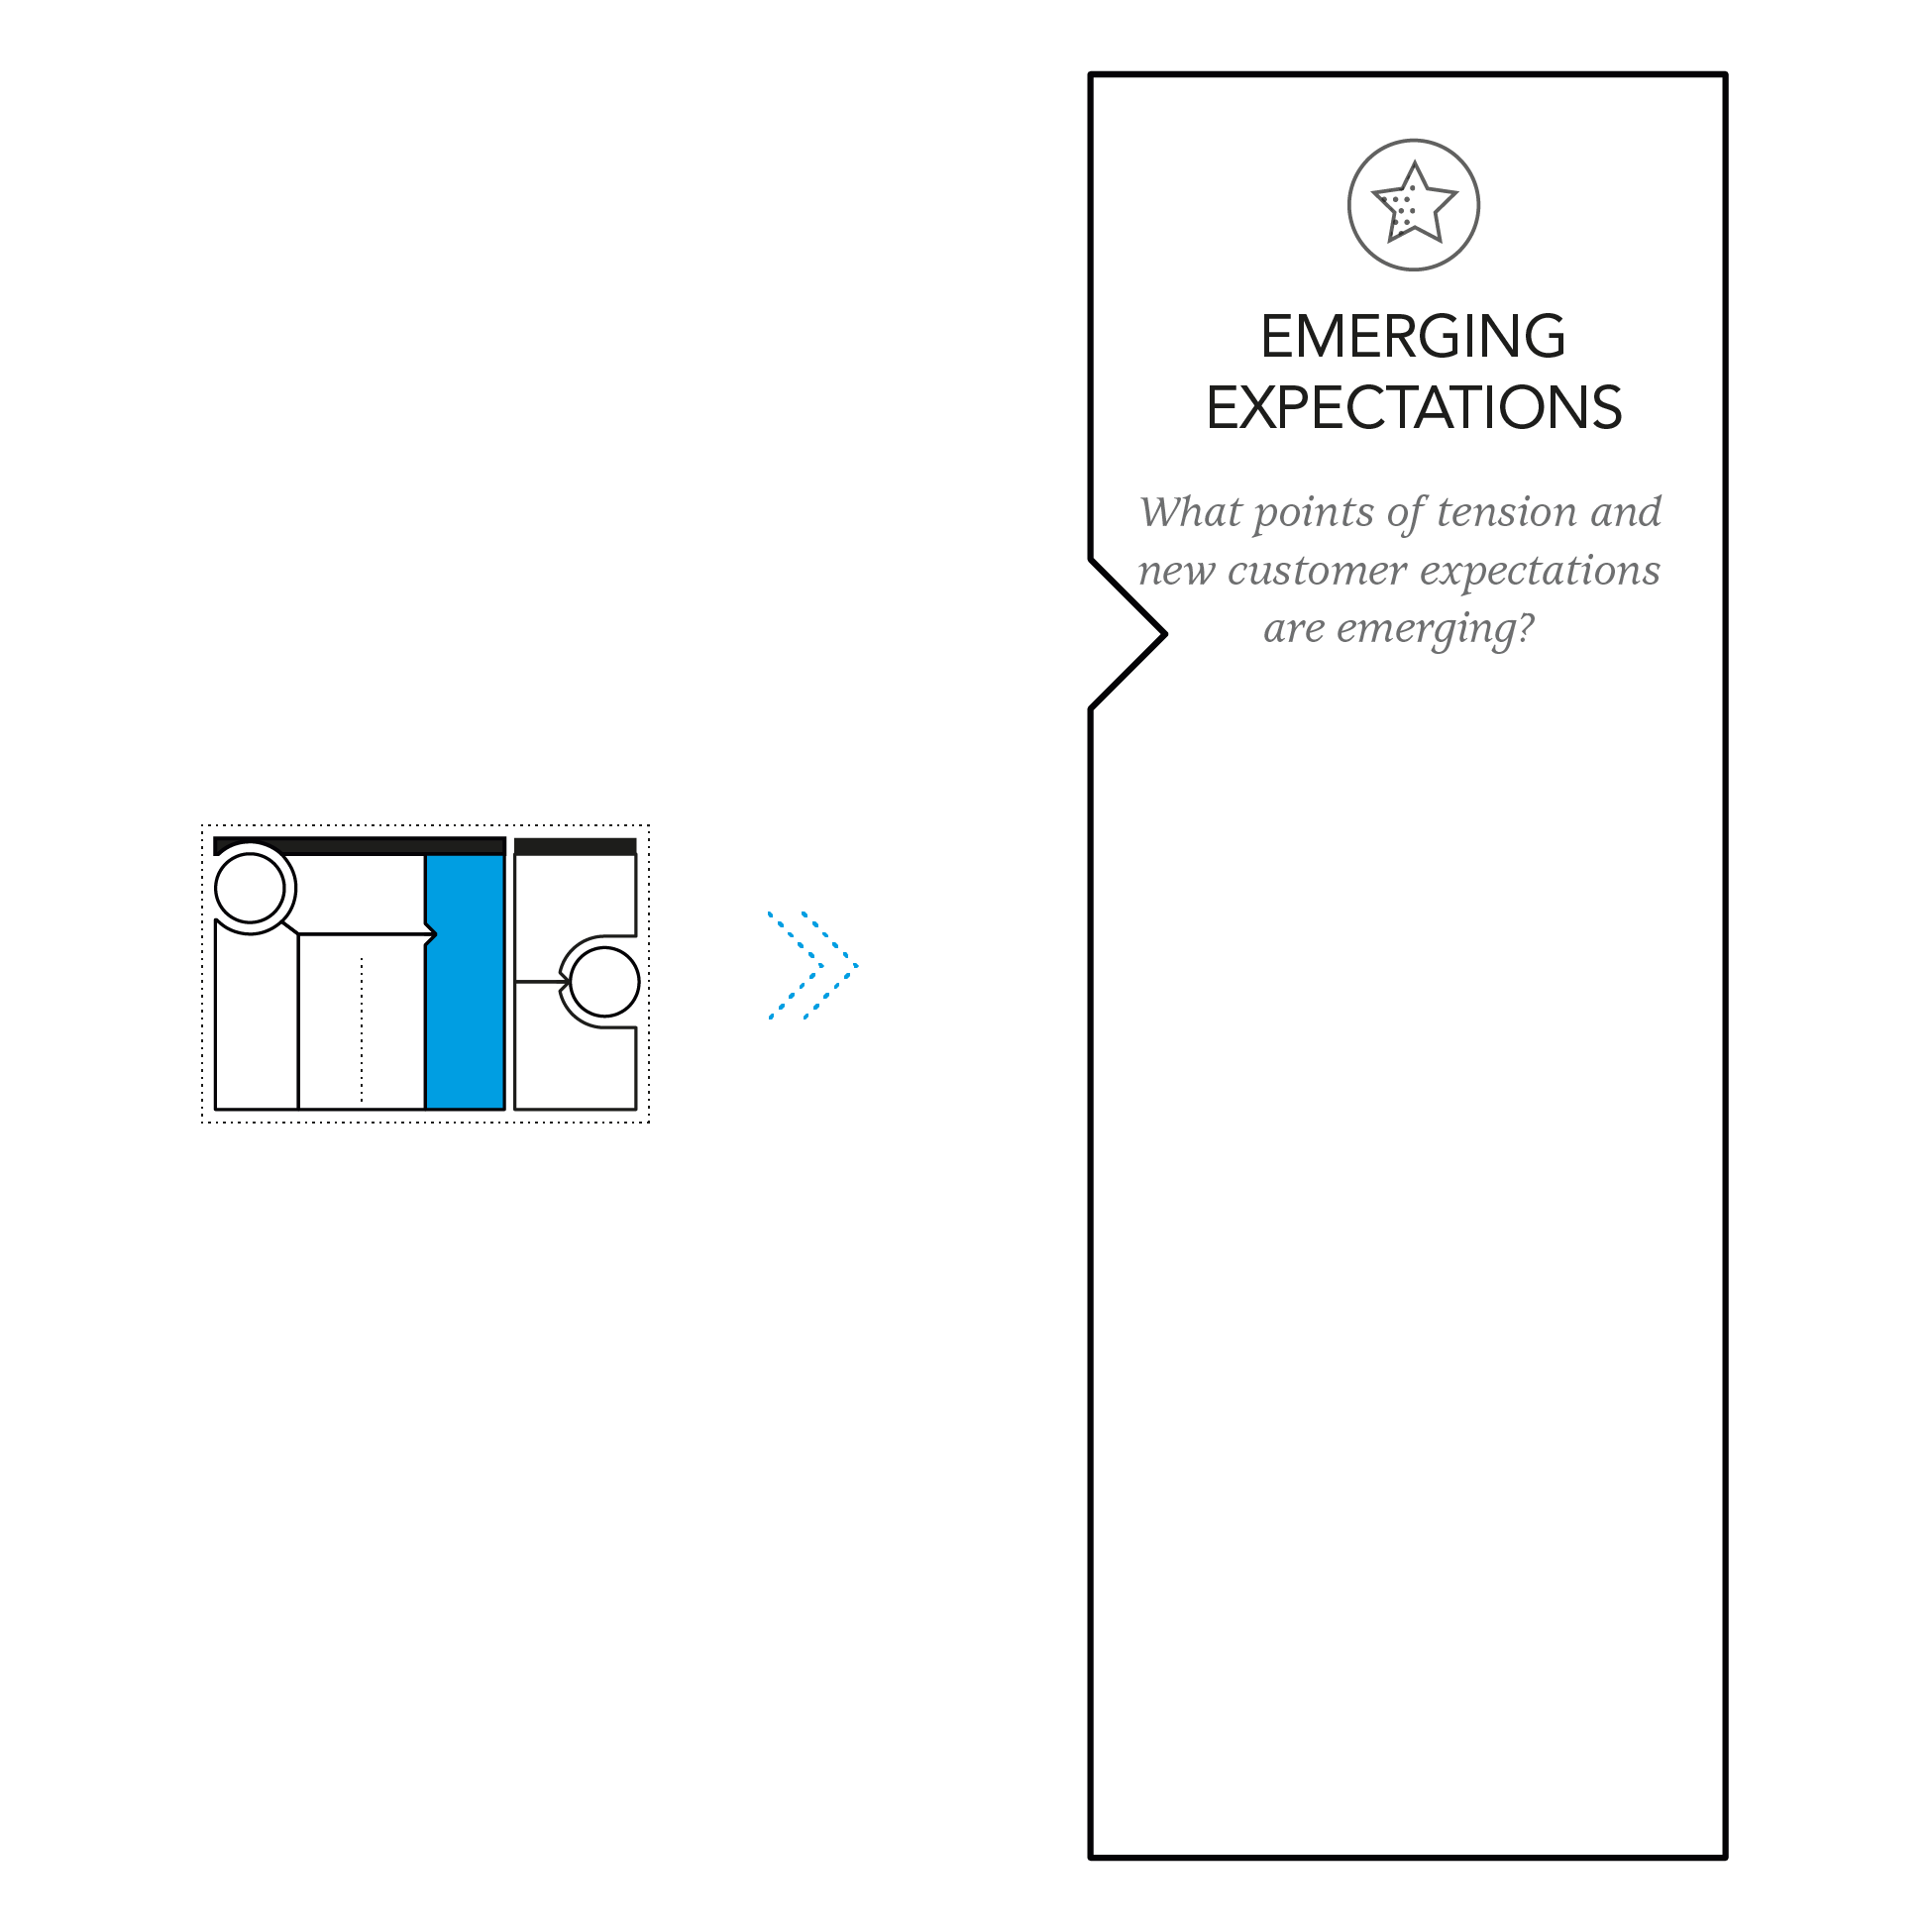 EMERGING
EXPECTATIONS
What points of tension and
new customer expectations
are emerging?